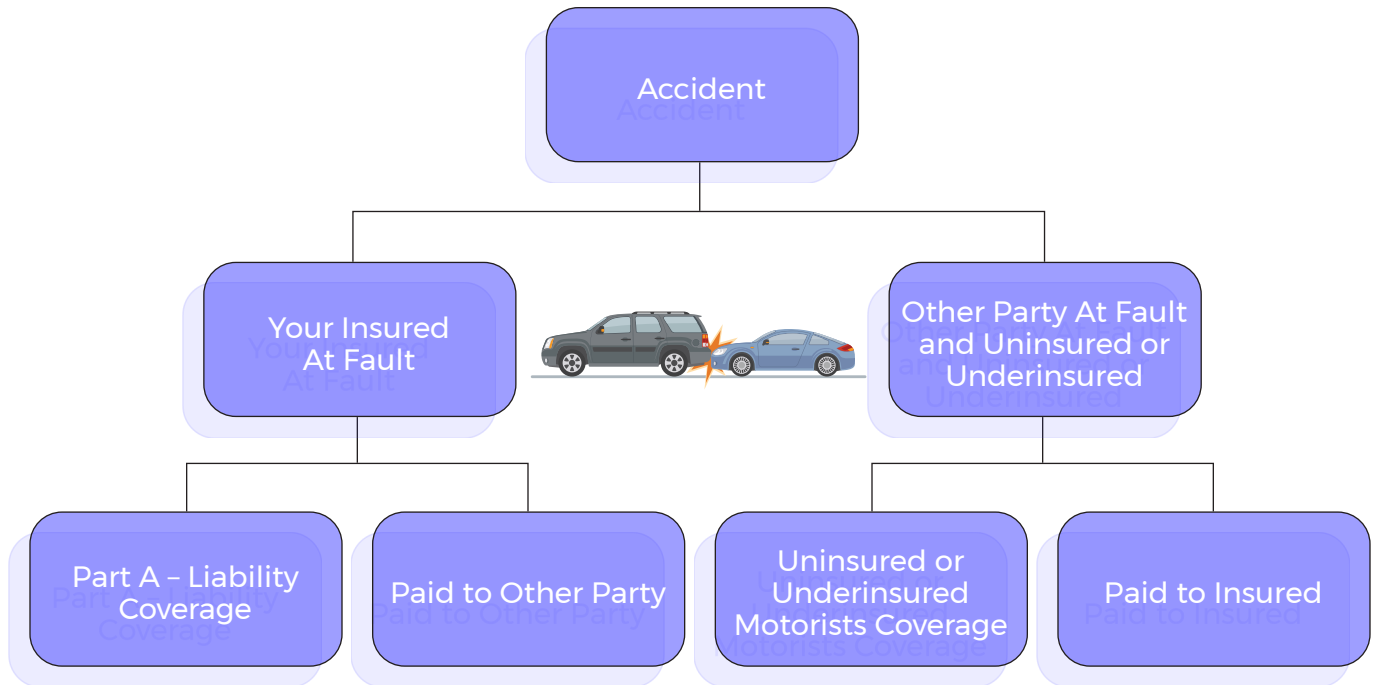 Accident
Your Insured
At Fault
Other Party At Fault
and Uninsured or
Underinsured
Part A – Liability
Coverage
Paid to Other Party
Uninsured or
Underinsured
Motorists Coverage
Paid to Insured